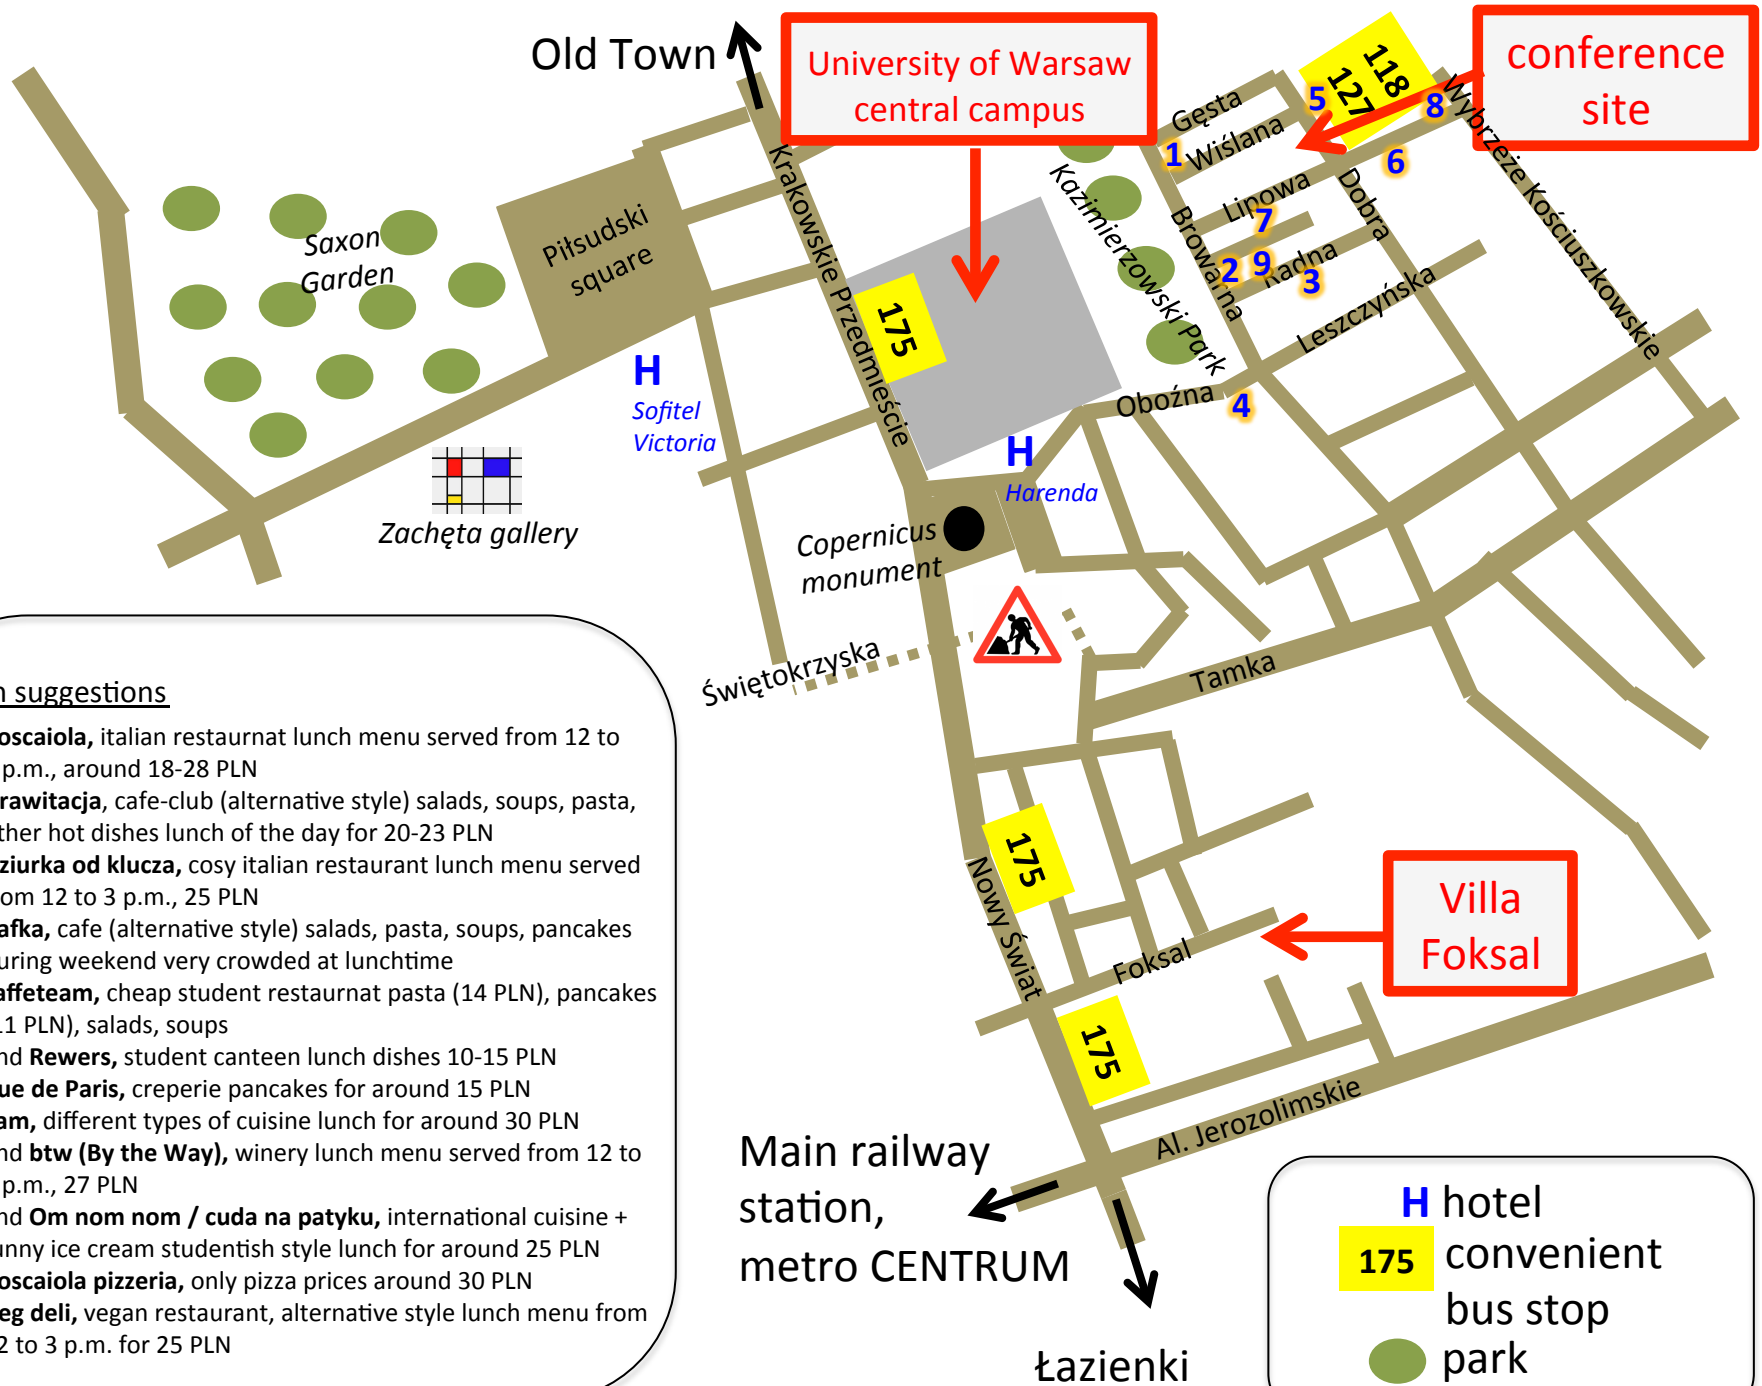 Old Town
University of Warsaw
central campus
conference
site
118
127
5
8
1
6
7
2
9
3
4
Gęsta
Wiślana
Lipowa
Radna
Dobra
Browarna
Leszczyńska
Wybrzeże Kościuszkowskie
Kazimierzowski Park
Krakowskie Przedmieście
Saxon
Garden
Piłsudski
square
175
H
Sofitel
Victoria
H
Harenda
Oboźna
Zachęta gallery
Copernicus
monument
Świętokrzyska
Tamka
175
Nowy Świat
Foksal
Villa
Foksal
175
Al. Jerozolimskie
Main railway
station,
metro CENTRUM
Łazienki
n suggestions
oscaiola, italian restaurnat lunch menu served from 12 to
p.m., around 18-28 PLN
rawitacja, cafe-club (alternative style) salads, soups, pasta,
ther hot dishes lunch of the day for 20-23 PLN
ziurka od klucza, cosy italian restaurant lunch menu served
om 12 to 3 p.m., 25 PLN
afka, cafe (alternative style) salads, pasta, soups, pancakes
uring weekend very crowded at lunchtime
affeteam, cheap student restaurnat pasta (14 PLN), pancakes
11 PLN), salads, soups
nd Rewers, student canteen lunch dishes 10-15 PLN
ue de Paris, creperie pancakes for around 15 PLN
am, different types of cuisine lunch for around 30 PLN
nd btw (By the Way), winery lunch menu served from 12 to
p.m., 27 PLN
nd Om nom nom / cuda na patyku, international cuisine +
unny ice cream studentish style lunch for around 25 PLN
oscaiola pizzeria, only pizza prices around 30 PLN
eg deli, vegan restaurant, alternative style lunch menu from
2 to 3 p.m. for 25 PLN
H hotel
175 convenient
bus stop
park